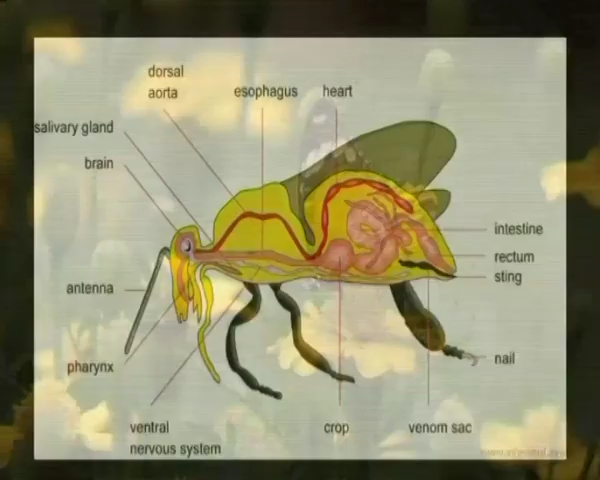 dorsal
aorta
esophagus
heart
salivary gland
brain
intestine
rectum
sting
antenna
pharynx
nail
ventral
nervous system
crop
venom sac